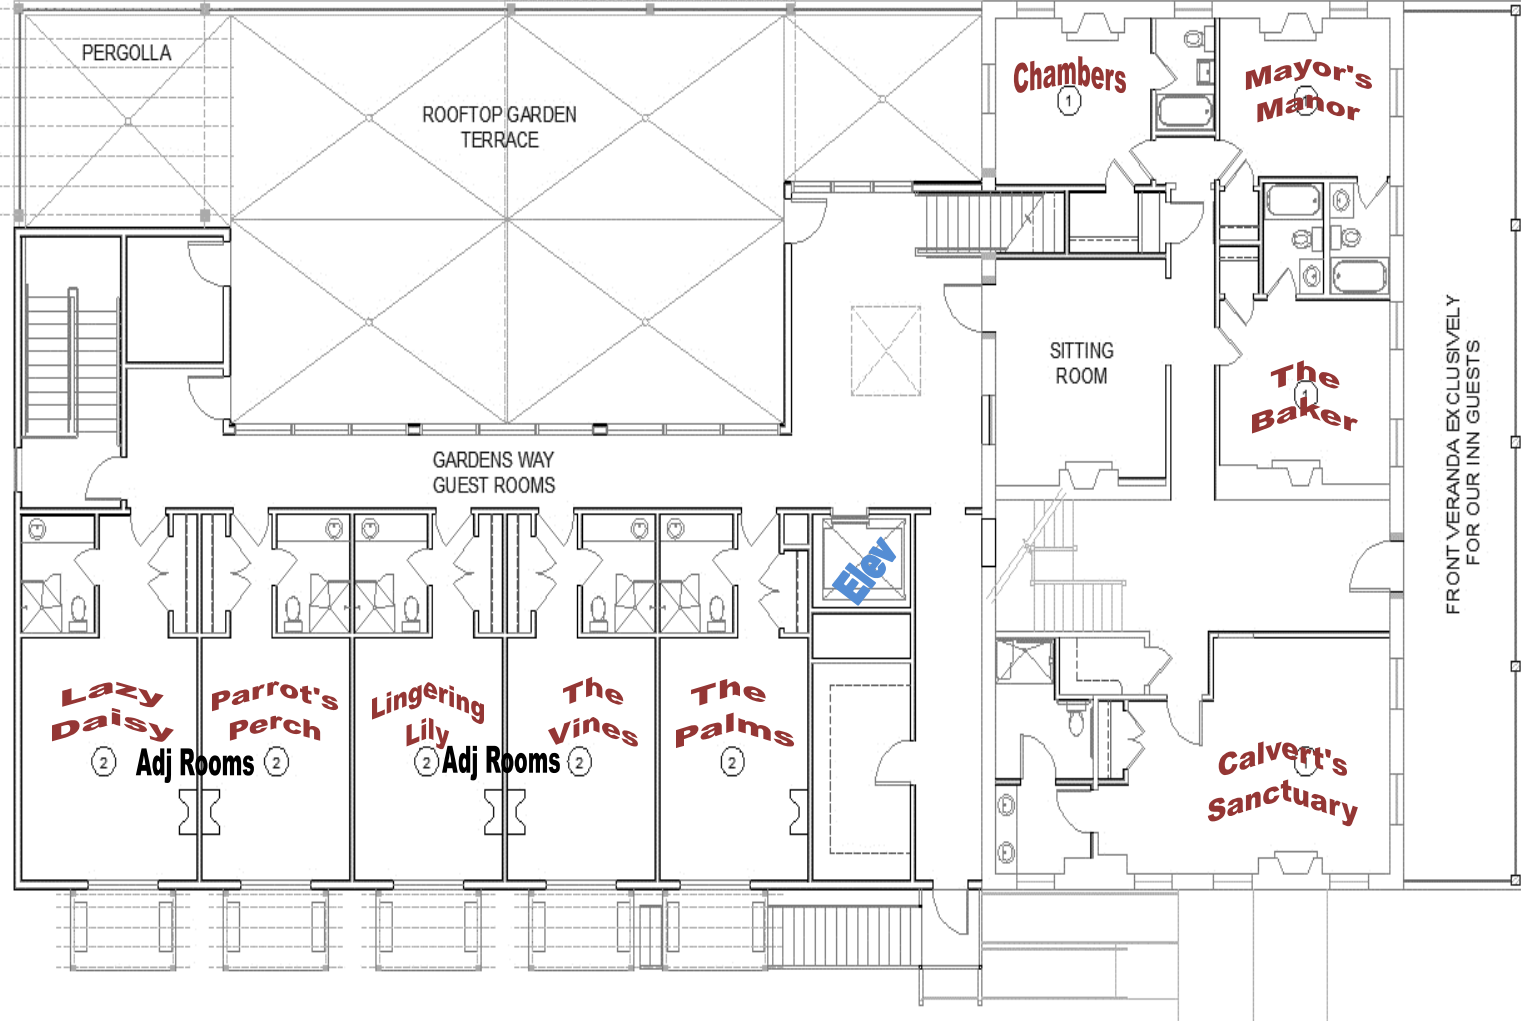 PERGOLLA
ROOFTOP GARDEN
TERRACE
Chambers
1
Mayor's
Manor
1
SITTING
ROOM
The
1
Baker
FRONT VERANDA EXCLUSIVELY
FOR OUR INN GUESTS
GARDENS WAY
GUEST ROOMS
Elev
Lazy
Daisy
2
Adj Rooms
Parrot's
Perch
2
Lingering
Lily
2
Adj Rooms
The
Vines
2
The
Palms
2
Calvert's
1
Sanctuary